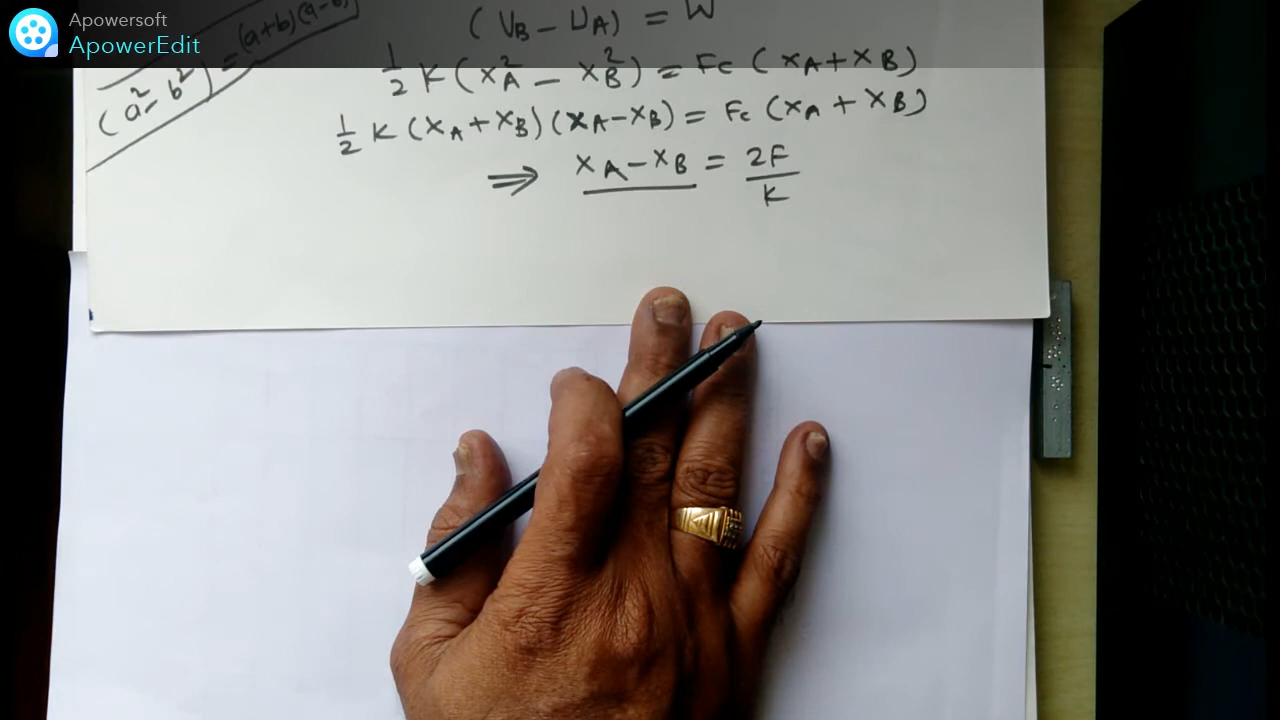 Apowersoft
ApowerEdit
(a² - b²) = (a+b)(a-b)
(U_B - U_A) = W
1/2 K (x_A² - x_B²) = Fc (x_A + x_B)
1/2 K (x_A + x_B) (x_A - x_B) = Fc (x_A + x_B)
⇒ x_A - x_B = 2F/K